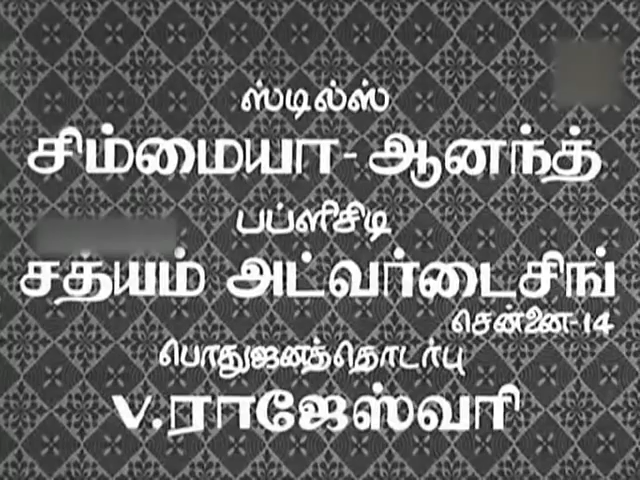 ஸ்டில்ஸ்
சிம்மையா - ஆனந்த்
பப்ளிசிடி
சத்யம் அட்வர்டைசிங்
சென்னை-14
பொதுஜனத்தொடர்பு
V.ராஜேஸ்வரி